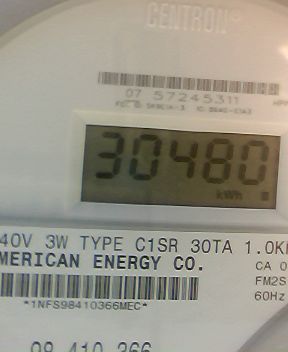 CENTRON®
07 57245311
30480
kWh
40V 3W TYPE C1SR 30TA 1.0K
MERICAN ENERGY CO.
CA 0
FM2S
60Hz
*1NFS98410366MEC*
98 410 366